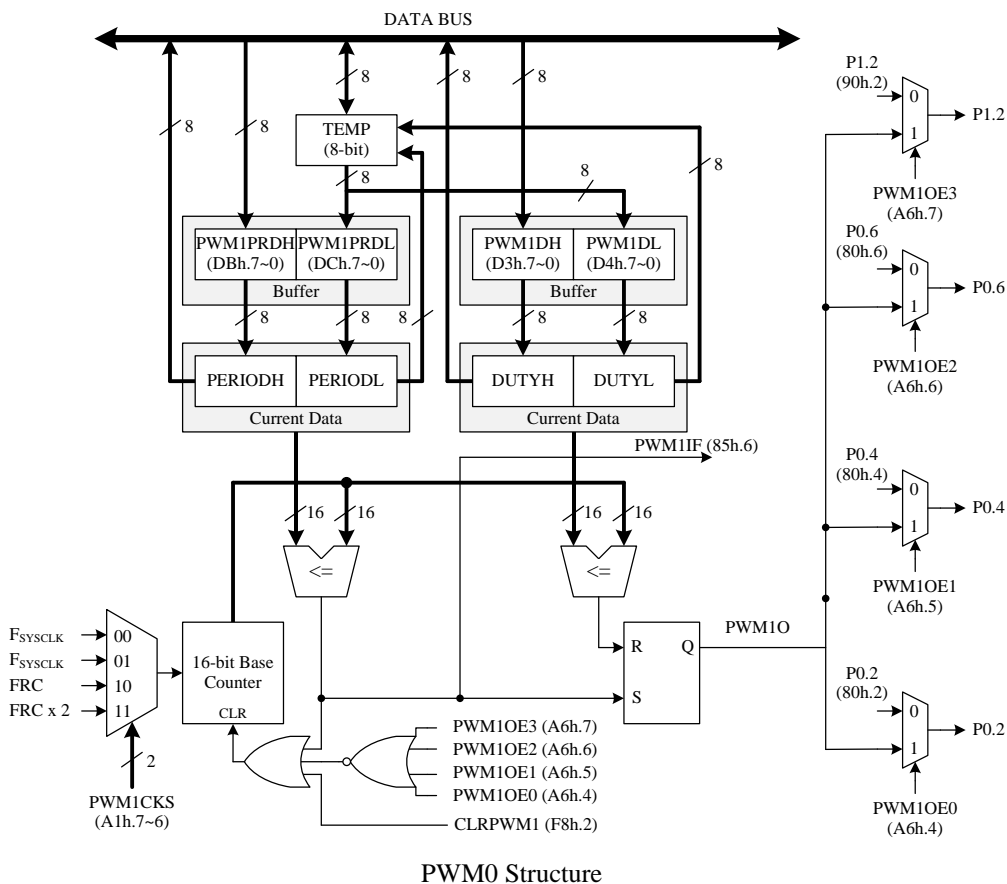 DATA BUS
8
8
8
8
8
TEMP
(8-bit)
8
8
8
PWM1PRDH
(DBh.7~0)
PWM1PRDL
(DCh.7~0)
Buffer
PWM1DH
(D3h.7~0)
PWM1DL
(D4h.7~0)
Buffer
8
8
8
8
8
PERIODH
PERIODL
Current Data
DUTYH
DUTYL
Current Data
PWM1IF (85h.6)
16
16
16
16
<=
<=
FSYSCLK
FSYSCLK
FRC
FRC x 2
00
01
10
11
2
PWM1CKS
(A1h.7~6)
16-bit Base
Counter
CLR
R
S
Q
PWM1O
PWM1OE3 (A6h.7)
PWM1OE2 (A6h.6)
PWM1OE1 (A6h.5)
PWM1OE0 (A6h.4)
CLRPWM1 (F8h.2)
P1.2
(90h.2)
0
1
P1.2
PWM1OE3
(A6h.7)
P0.6
(80h.6)
0
1
P0.6
PWM1OE2
(A6h.6)
P0.4
(80h.4)
0
1
P0.4
PWM1OE1
(A6h.5)
P0.2
(80h.2)
0
1
P0.2
PWM1OE0
(A6h.4)
PWM0 Structure